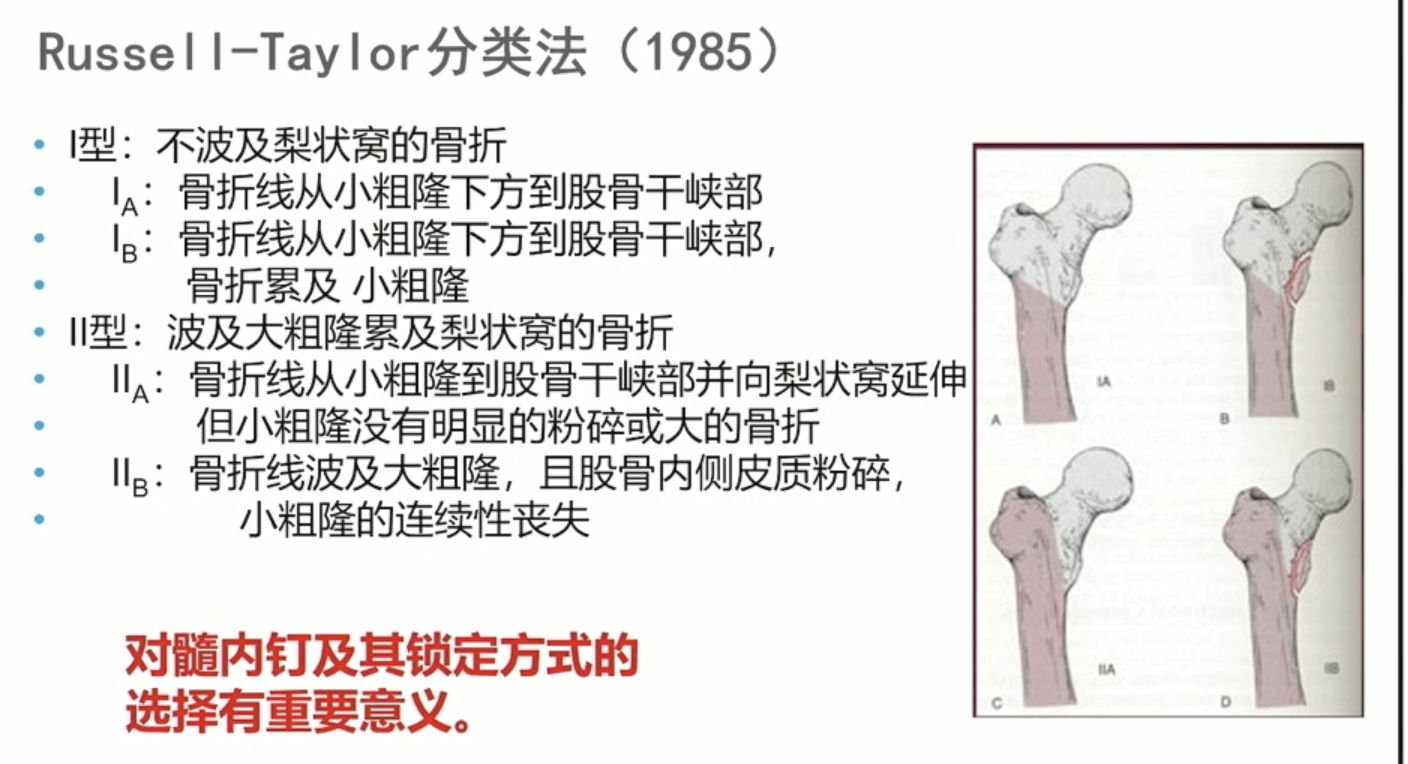 Russell-Taylor分类法（1985）
• I型：不波及梨状窝的骨折
• IA：骨折线从小粗隆下方到股骨干峡部
• IB：骨折线从小粗隆下方到股骨干峡部，
• 骨折累及 小粗隆
• II型：波及大粗隆累及梨状窝的骨折
• IIA：骨折线从小粗隆到股骨干峡部并向梨状窝延伸
• 但小粗隆没有明显的粉碎或大的骨折
• IIB：骨折线波及大粗隆，且股骨内侧皮质粉碎，
• 小粗隆的连续性丧失
对髓内钉及其锁定方式的
选择有重要意义。
IA
IB
A
B
IIA
IIB
C
D